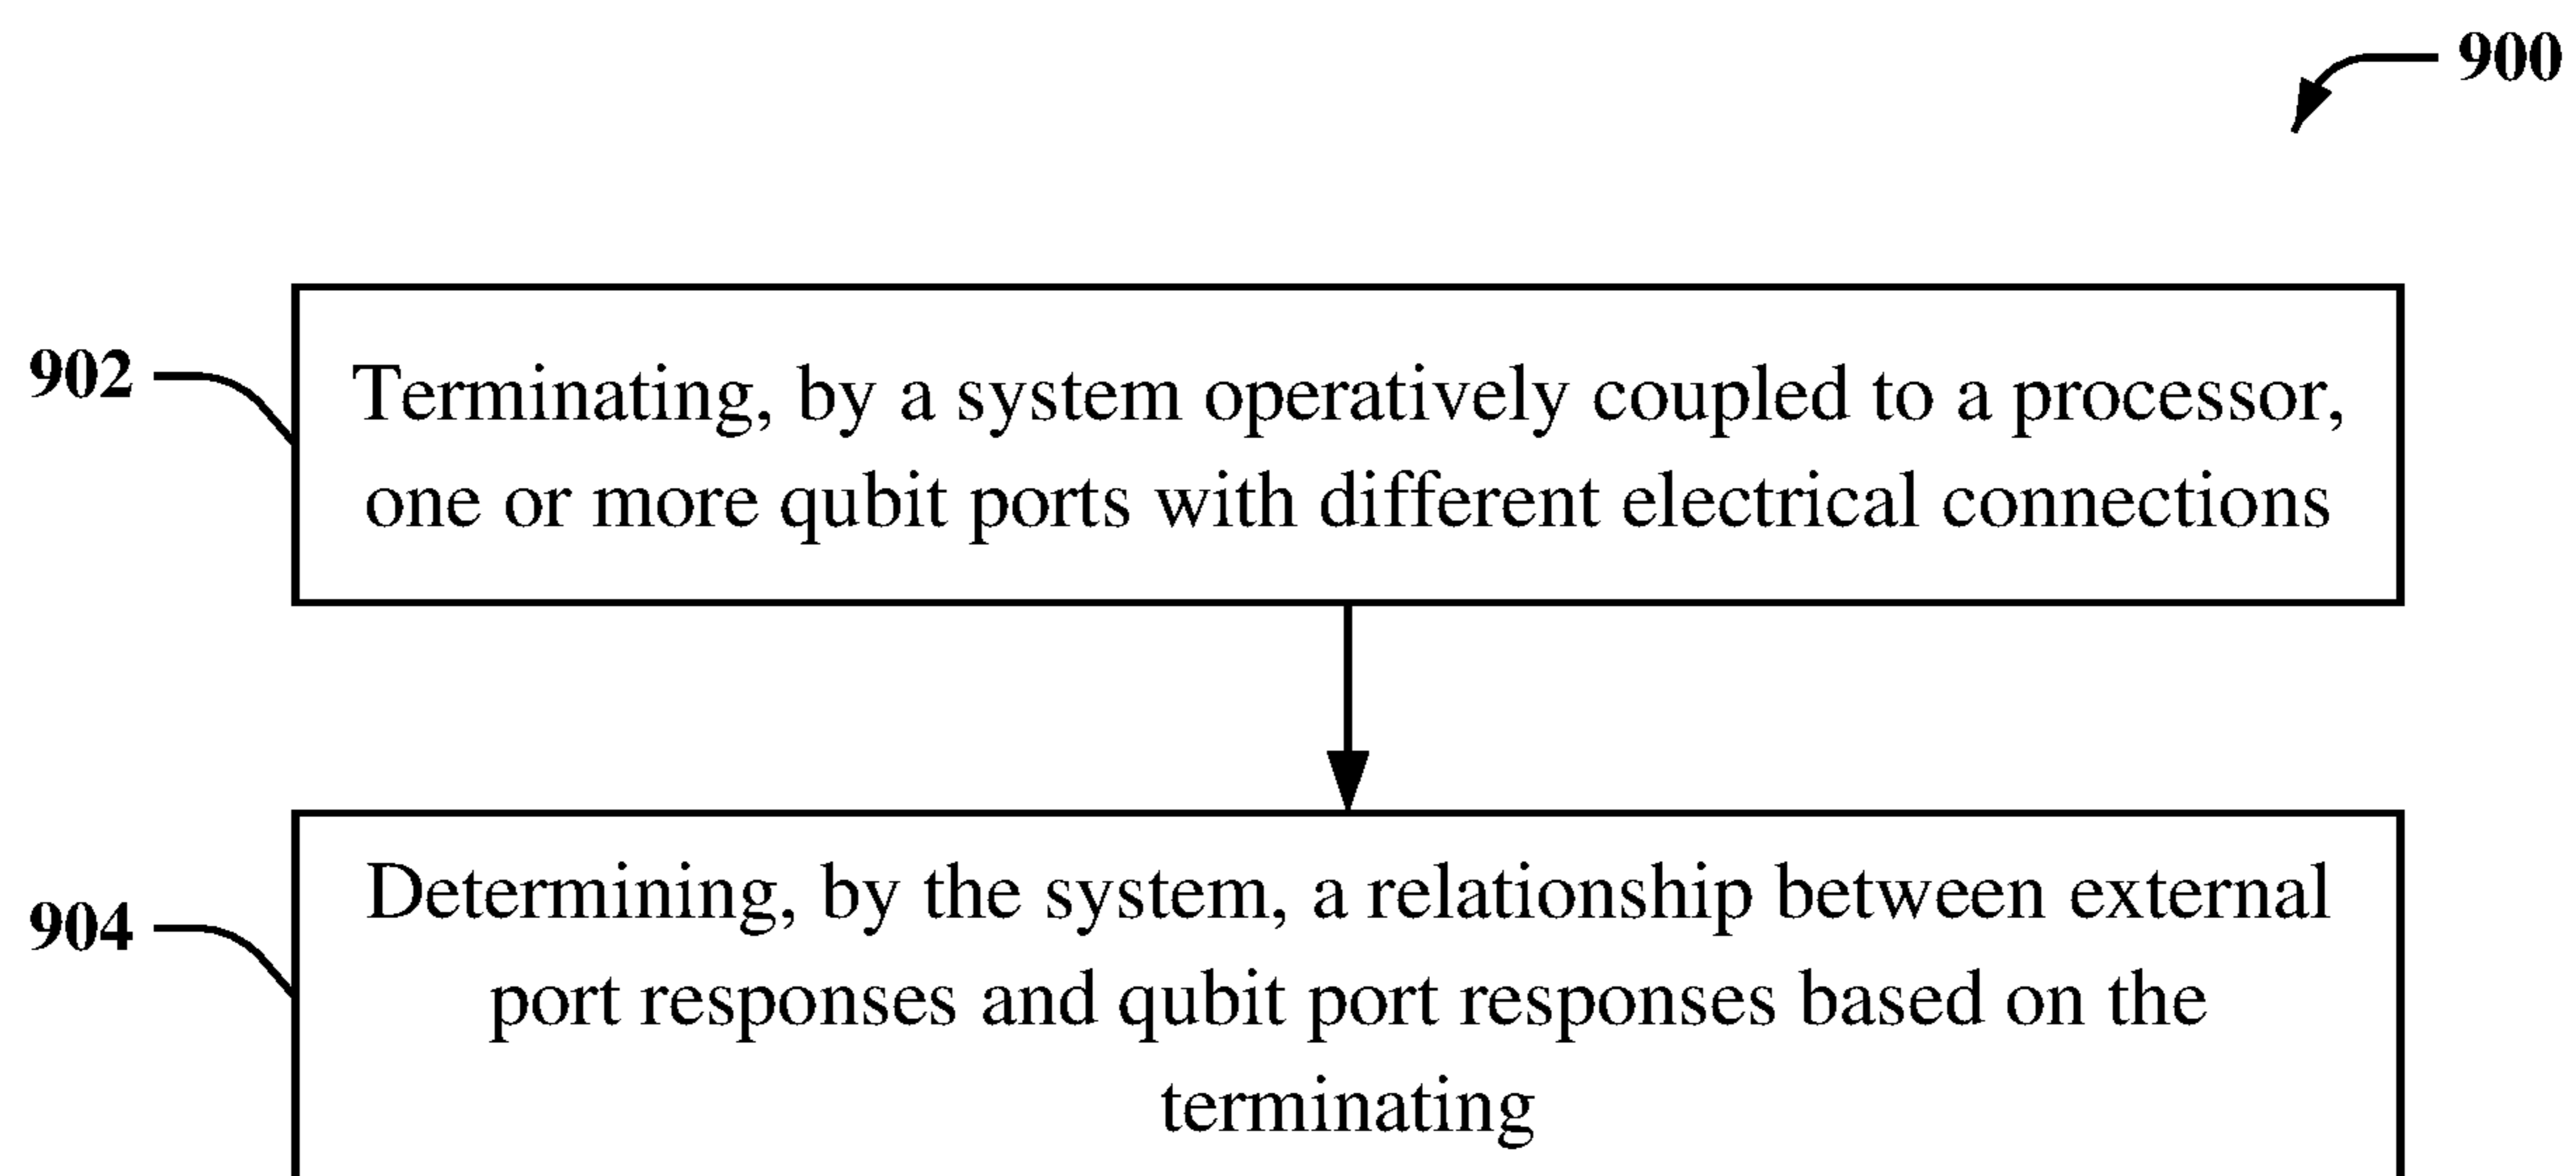 900
902
Terminating, by a system operatively coupled to a processor,
one or more qubit ports with different electrical connections
904
Determining, by the system, a relationship between external
port responses and qubit port responses based on the
terminating